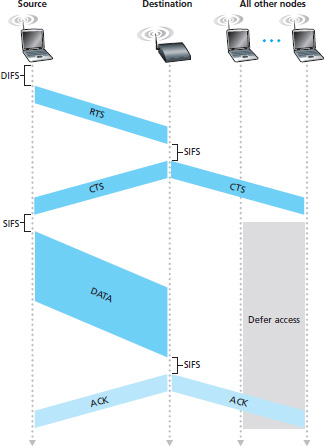 Source Destination All other nodes
DIFS
RTS
SIFS
CTS CTS
SIFS
DATA
Defer access
SIFS
ACK ACK